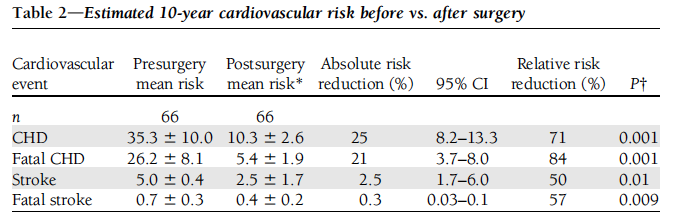 Table 2—Estimated 10-year cardiovascular risk before vs. after surgery
Cardiovascular Presurgery Postsurgery Absolute risk Relative risk
event mean risk mean risk* reduction (%) 95% CI reduction (%) P†
n 66 66
CHD 35.3 ± 10.0 10.3 ± 2.6 25 8.2–13.3 71 0.001
Fatal CHD 26.2 ± 8.1 5.4 ± 1.9 21 3.7–8.0 84 0.001
Stroke 5.0 ± 0.4 2.5 ± 1.7 2.5 1.7–6.0 50 0.01
Fatal stroke 0.7 ± 0.3 0.4 ± 0.2 0.3 0.03–0.1 57 0.009